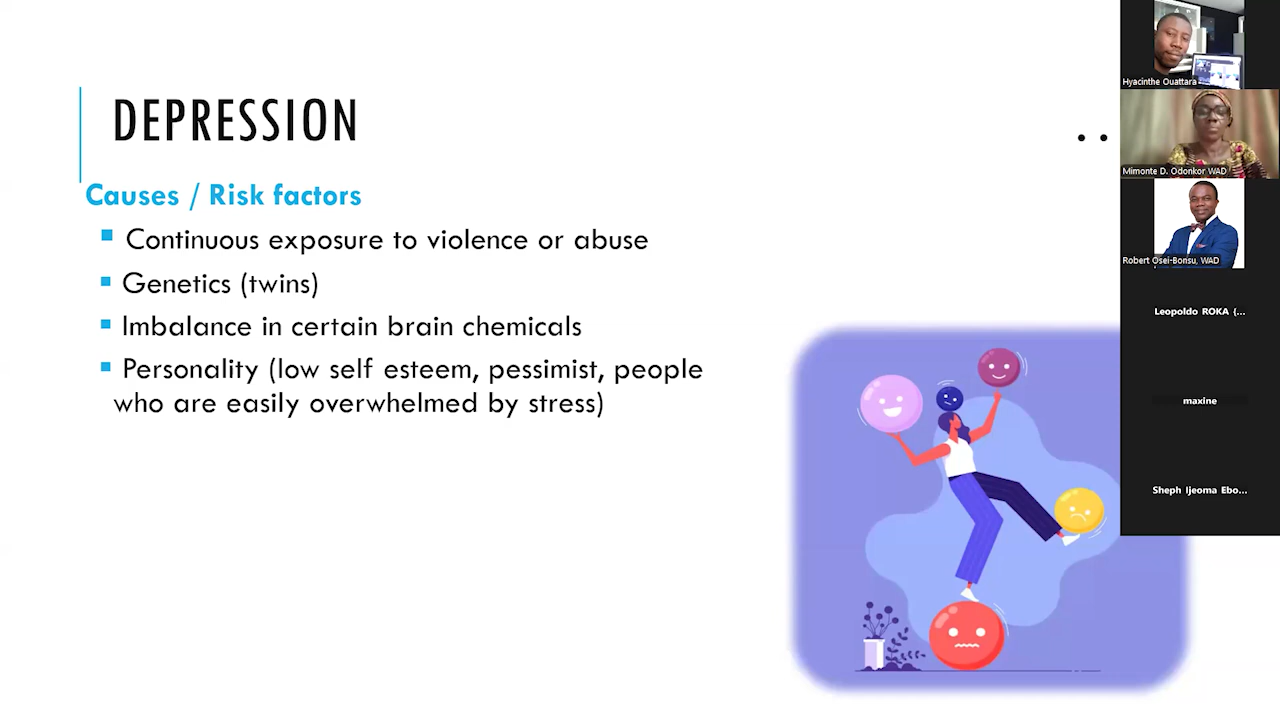 DEPRESSION
Causes / Risk factors
Continuous exposure to violence or abuse
Genetics (twins)
Imbalance in certain brain chemicals
Personality (low self esteem, pessimist, people
who are easily overwhelmed by stress)
Hyacinthe Ouattara
Mimonte D. Odonkor WAD
Robert Osei-Bonsu, WAD
Leopoldo ROKA (...
maxine
Sheph Ijeoma Ebo...